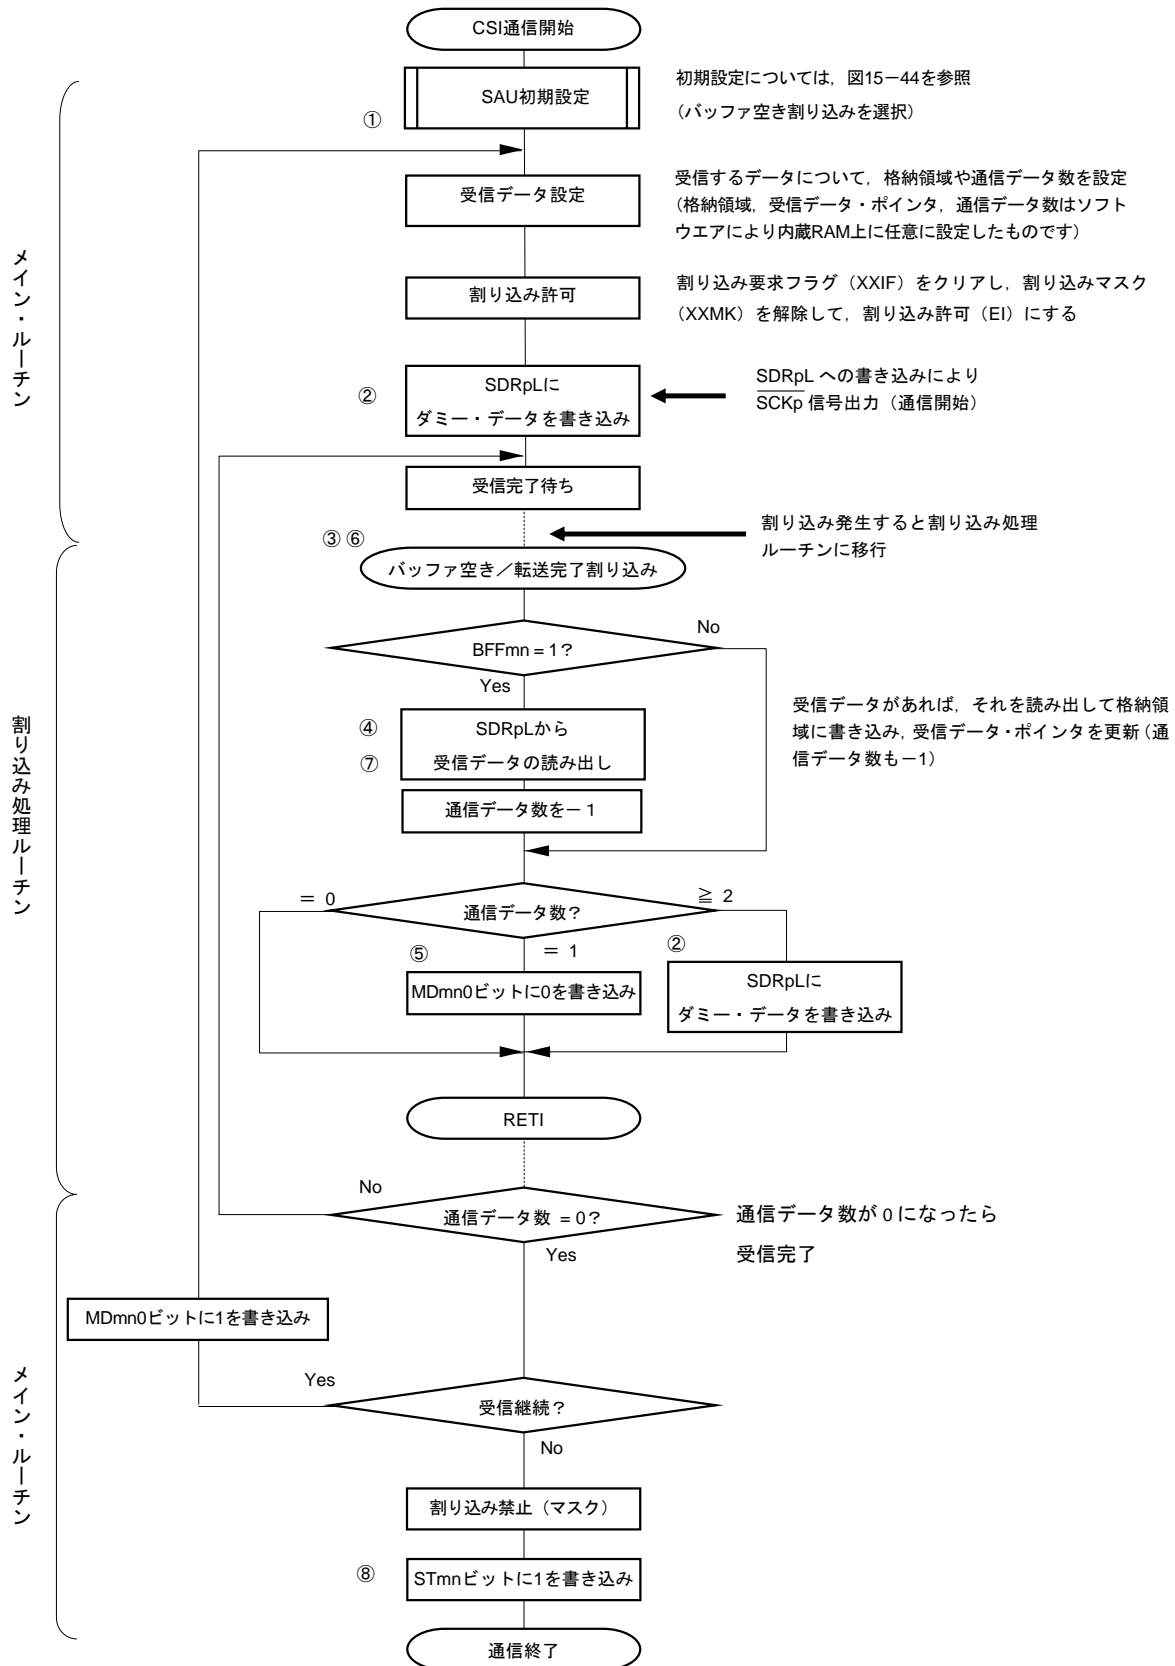 CSI通信開始
SAU初期設定
初期設定については，図15－44を参照
（バッファ空き割り込みを選択）
①
受信データ設定
受信するデータについて，格納領域や通信データ数を設定
（格納領域，受信データ・ポインタ，通信データ数はソフト
ウエアにより内蔵RAM上に任意に設定したものです）
メイン・ルーチン
割り込み許可
割り込み要求フラグ（XXIF）をクリアし，割り込みマスク
（XXMK）を解除して，割り込み許可（EI）にする
②
SDRpLに
ダミー・データを書き込み
SDRpL への書き込みにより
SCKp 信号出力（通信開始）
受信完了待ち
割り込み発生すると割り込み処理
ルーチンに移行
③ ⑥
バッファ空き／転送完了割り込み
BFFmn = 1？
No
Yes
④
⑦
SDRpLから
受信データの読み出し
受信データがあれば，それを読み出して格納領
域に書き込み，受信データ・ポインタを更新（通
信データ数も－1）
割り込み処理ルーチン
通信データ数を－１
通信データ数？
＝ 0
≧ 2
＝ 1
⑤
MDmn0ビットに0を書き込み
②
SDRpLに
ダミー・データを書き込み
RETI
No
通信データ数 = 0？
通信データ数が 0 になったら
受信完了
Yes
MDmn0ビットに1を書き込み
メイン・ルーチン
Yes
受信継続？
No
割り込み禁止（マスク）
⑧
STmnビットに1を書き込み
通信終了